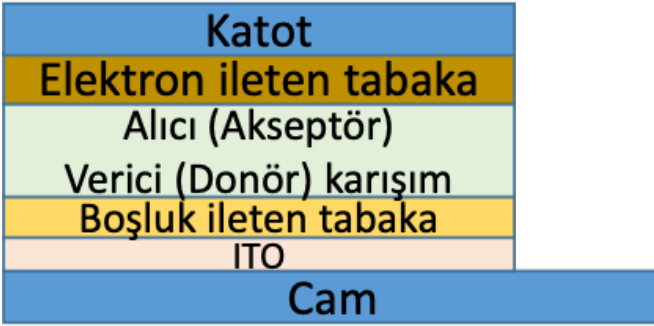 Katot
Elektron ileten tabaka
Alıcı (Akseptör)
Verici (Donör) karışım
Boşluk ileten tabaka
ITO
Cam